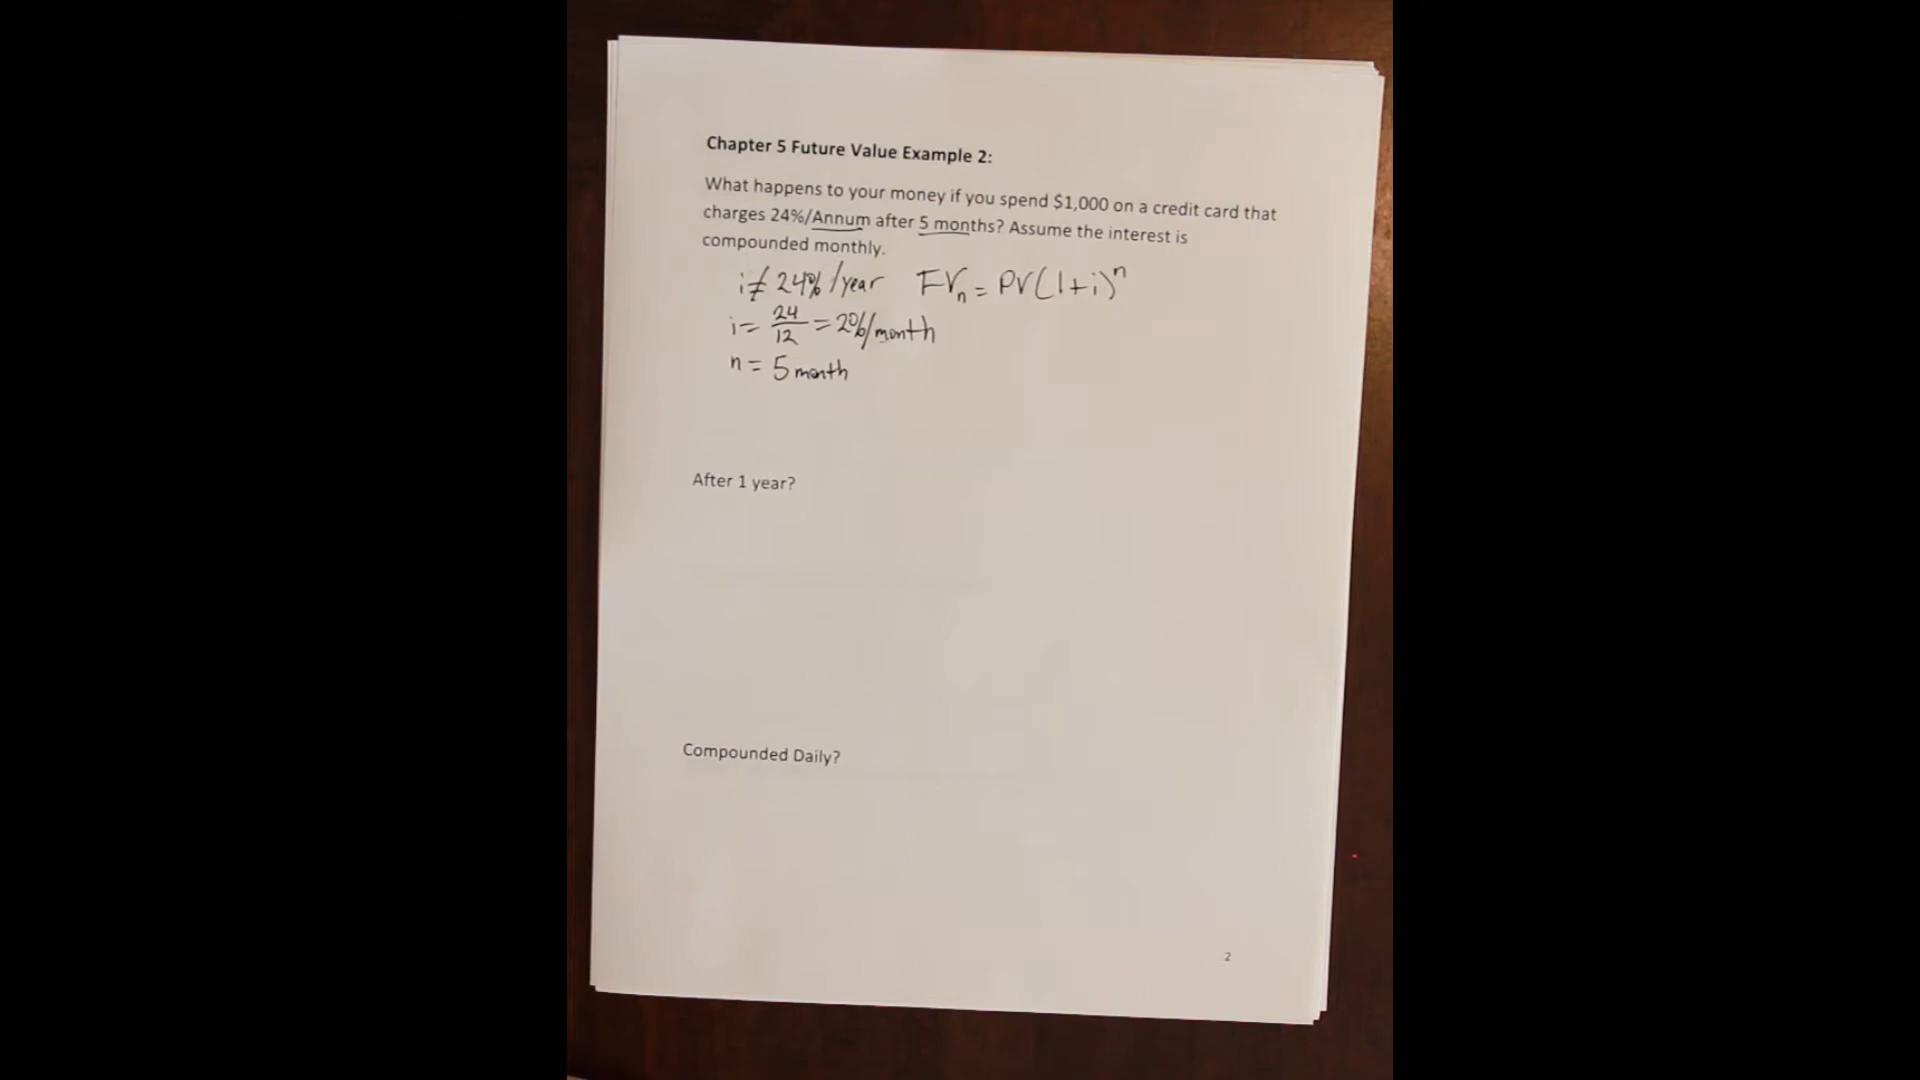 Chapter 5 Future Value Example 2:
What happens to your money if you spend $1,000 on a credit card that
charges 24%/Annum after 5 months? Assume the interest is
compounded monthly.
i ≠ 24% /year FVn = PV(1+i)^n
i = 24/12 = 2%/month
n = 5 month
After 1 year?
Compounded Daily?
2